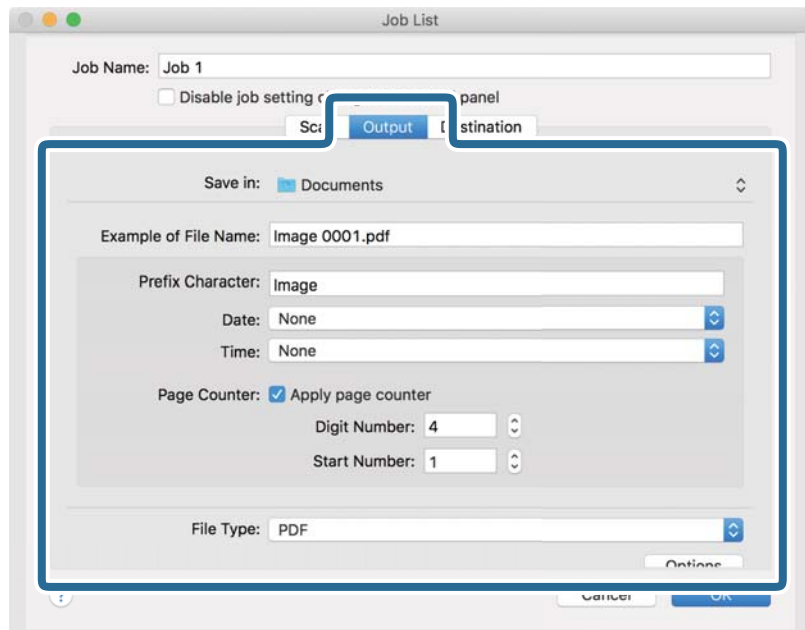 Job List
Job Name: Job 1
Disable job setting panel
Output
Save in: Documents
Example of File Name: Image 0001.pdf
Prefix Character: Image
Date: None
Time: None
Page Counter: Apply page counter
Digit Number: 4
Start Number: 1
File Type: PDF
Options
?
Cancel OK